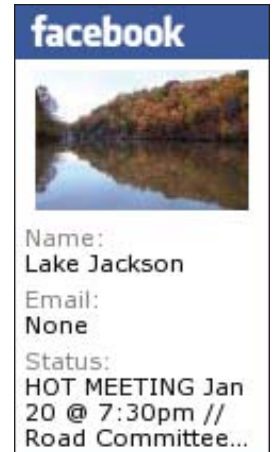 facebook
Name:
Lake Jackson
Email:
None
Status:
HOT MEETING Jan
20 @ 7:30pm //
Road Committee...